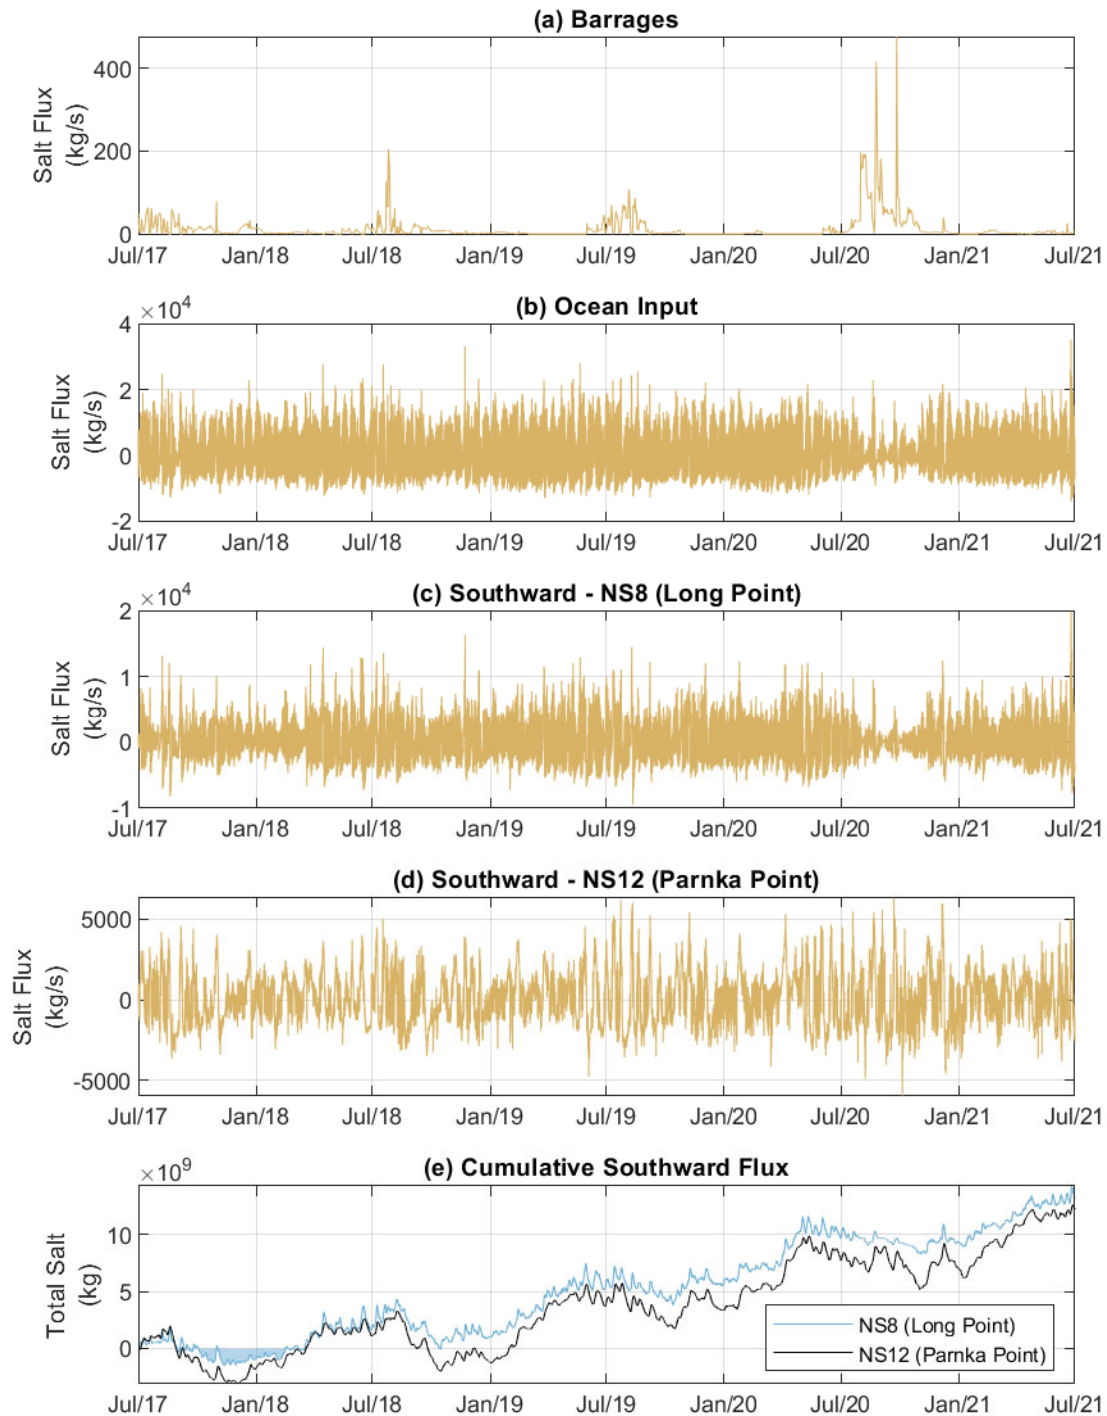 (a) Barrages
Salt Flux
(kg/s)
400
200
0
Jul/17 Jan/18 Jul/18 Jan/19 Jul/19 Jan/20 Jul/20 Jan/21 Jul/21
(b) Ocean Input
×10^4
Salt Flux
(kg/s)
4
2
0
-2
Jul/17 Jan/18 Jul/18 Jan/19 Jul/19 Jan/20 Jul/20 Jan/21 Jul/21
(c) Southward - NS8 (Long Point)
×10^4
Salt Flux
(kg/s)
2
1
0
-1
Jul/17 Jan/18 Jul/18 Jan/19 Jul/19 Jan/20 Jul/20 Jan/21 Jul/21
(d) Southward - NS12 (Parnka Point)
Salt Flux
(kg/s)
5000
0
-5000
Jul/17 Jan/18 Jul/18 Jan/19 Jul/19 Jan/20 Jul/20 Jan/21 Jul/21
(e) Cumulative Southward Flux
×10^9
Total Salt
(kg)
10
5
0
NS8 (Long Point)
NS12 (Parnka Point)
Jul/17 Jan/18 Jul/18 Jan/19 Jul/19 Jan/20 Jul/20 Jan/21 Jul/21